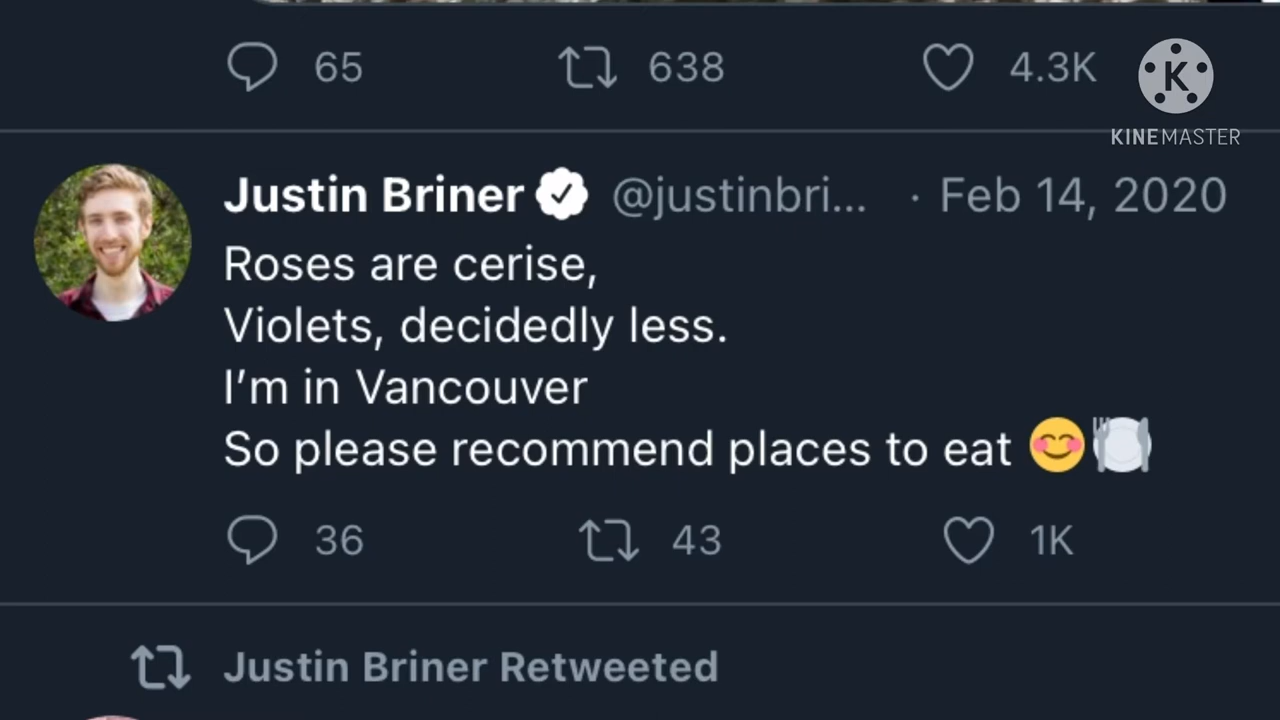 65 638 4.3K
K
KINEMASTER
Justin Briner @justinbri... · Feb 14, 2020
Roses are cerise,
Violets, decidedly less.
I’m in Vancouver
So please recommend places to eat 😊🍽️
36 43 1K
Justin Briner Retweeted